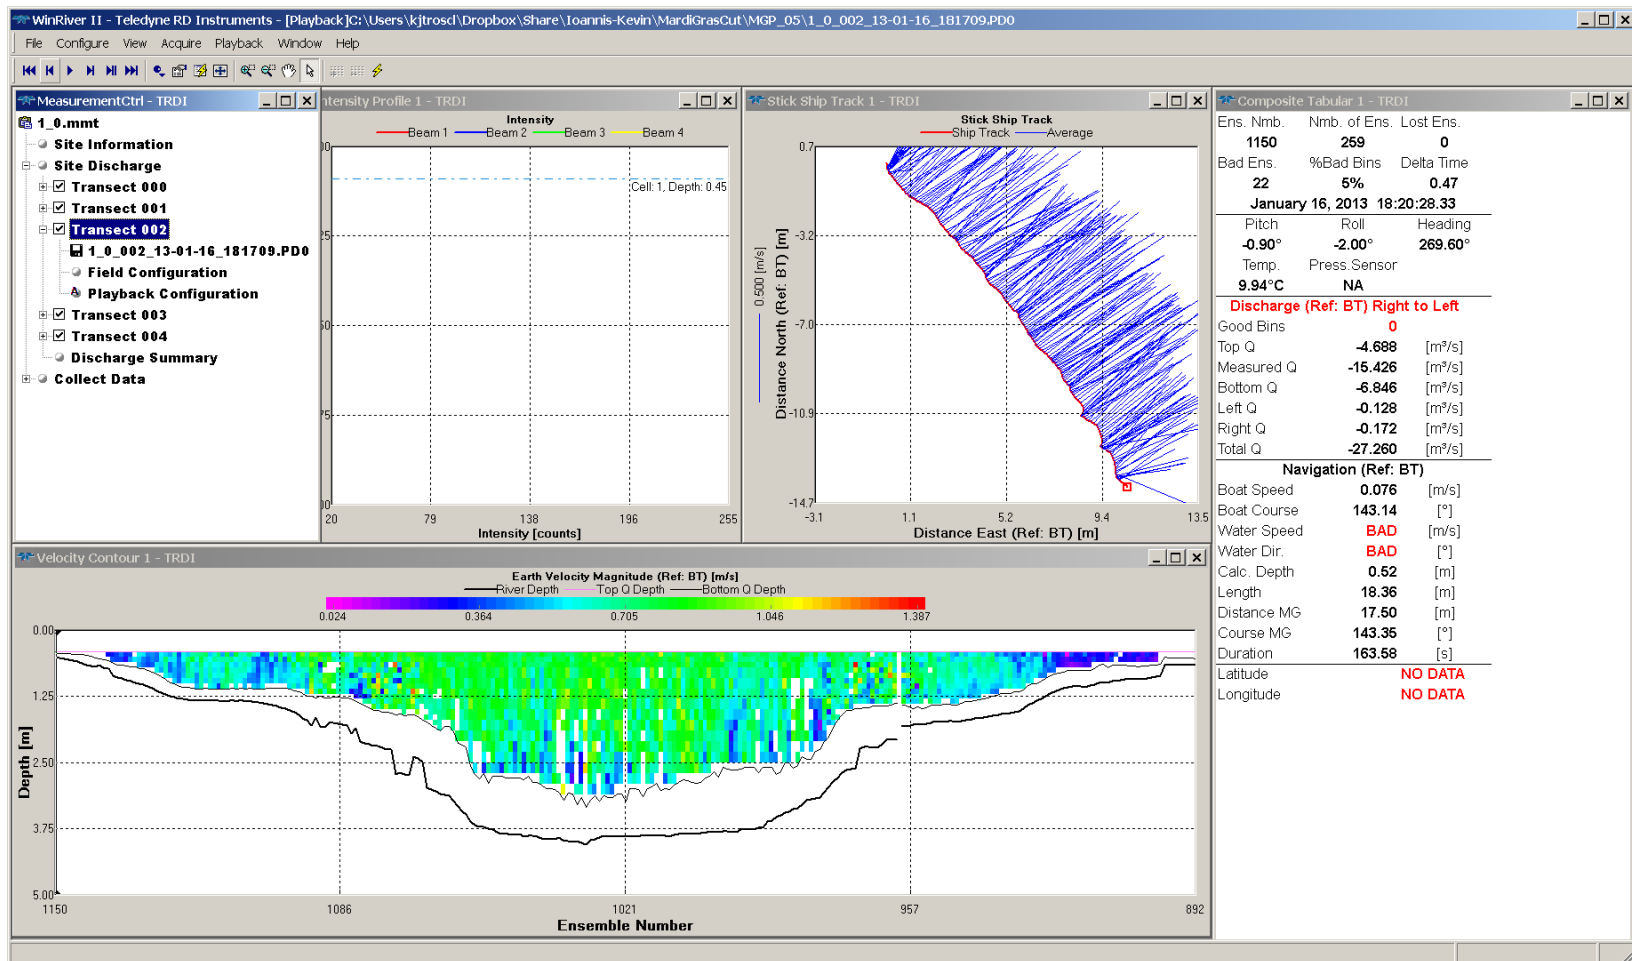 WinRiver II - Teledyne RD Instruments - [Playback]C:\Users\kjtroscl\Dropbox\Share\Ioannis-Kevin\MardiGrasCut\MGP_05\1_0_002_13-01-16_181709.PD0
File Configure View Acquire Playback Window Help
MeasurementCtrl - TRDI
1_0.mmt
Site Information
Site Discharge
Transect 000
Transect 001
Transect 002
1_0_002_13-01-16_181709.PD0
Field Configuration
Playback Configuration
Transect 003
Transect 004
Discharge Summary
Collect Data
ntensity Profile 1 - TRDI
Intensity
Beam 1 Beam 2 Beam 3 Beam 4
00
Cell: 1, Depth: 0.45
25
50
75
00
20 79 138 196 255
Intensity [counts]
Stick Ship Track 1 - TRDI
Stick Ship Track
Ship Track Average
0.500 [m/s]
Distance North (Ref: BT) [m]
0.7
-3.2
-7.0
-10.9
-14.7
-3.1 1.1 5.2 9.4 13.5
Distance East (Ref: BT) [m]
Composite Tabular 1 - TRDI
Ens. Nmb. Nmb. of Ens. Lost Ens.
1150 259 0
Bad Ens. %Bad Bins Delta Time
22 5% 0.47
January 16, 2013 18:20:28.33
Pitch Roll Heading
-0.90° -2.00° 269.60°
Temp. Press.Sensor
9.94°C NA
Discharge (Ref: BT) Right to Left
Good Bins 0
Top Q -4.688 [m³/s]
Measured Q -15.426 [m³/s]
Bottom Q -6.846 [m³/s]
Left Q -0.128 [m³/s]
Right Q -0.172 [m³/s]
Total Q -27.260 [m³/s]
Navigation (Ref: BT)
Boat Speed 0.076 [m/s]
Boat Course 143.14 [°]
Water Speed BAD [m/s]
Water Dir. BAD [°]
Calc. Depth 0.52 [m]
Length 18.36 [m]
Distance MG 17.50 [m]
Course MG 143.35 [°]
Duration 163.58 [s]
Latitude NO DATA
Longitude NO DATA
Velocity Contour 1 - TRDI
Earth Velocity Magnitude (Ref: BT) [m/s]
River Depth Top Q Depth Bottom Q Depth
0.024 0.364 0.705 1.046 1.387
Depth [m]
0.00
1.25
2.50
3.75
5.00
1150 1086 1021 957 892
Ensemble Number